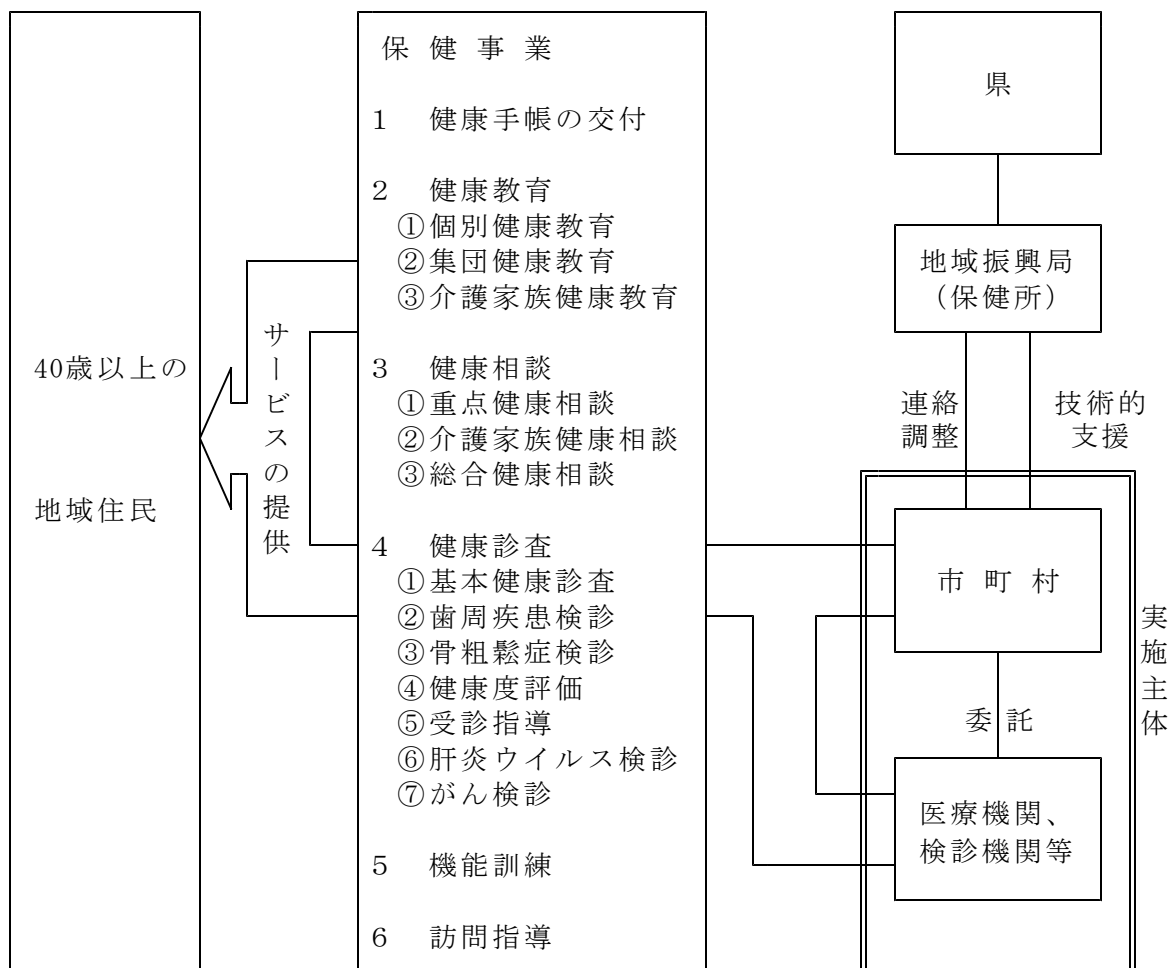 40歳以上の
地域住民
サービスの提供
保健事業
1 健康手帳の交付
2 健康教育
①個別健康教育
②集団健康教育
③介護家族健康教育
3 健康相談
①重点健康相談
②介護家族健康相談
③総合健康相談
4 健康診査
①基本健康診査
②歯周疾患検診
③骨粗鬆症検診
④健康度評価
⑤受診指導
⑥肝炎ウイルス検診
⑦がん検診
5 機能訓練
6 訪問指導
県
地域振興局
（保健所）
連絡
調整
技術的
支援
市町村
委託
医療機関、
検診機関等
実施主体